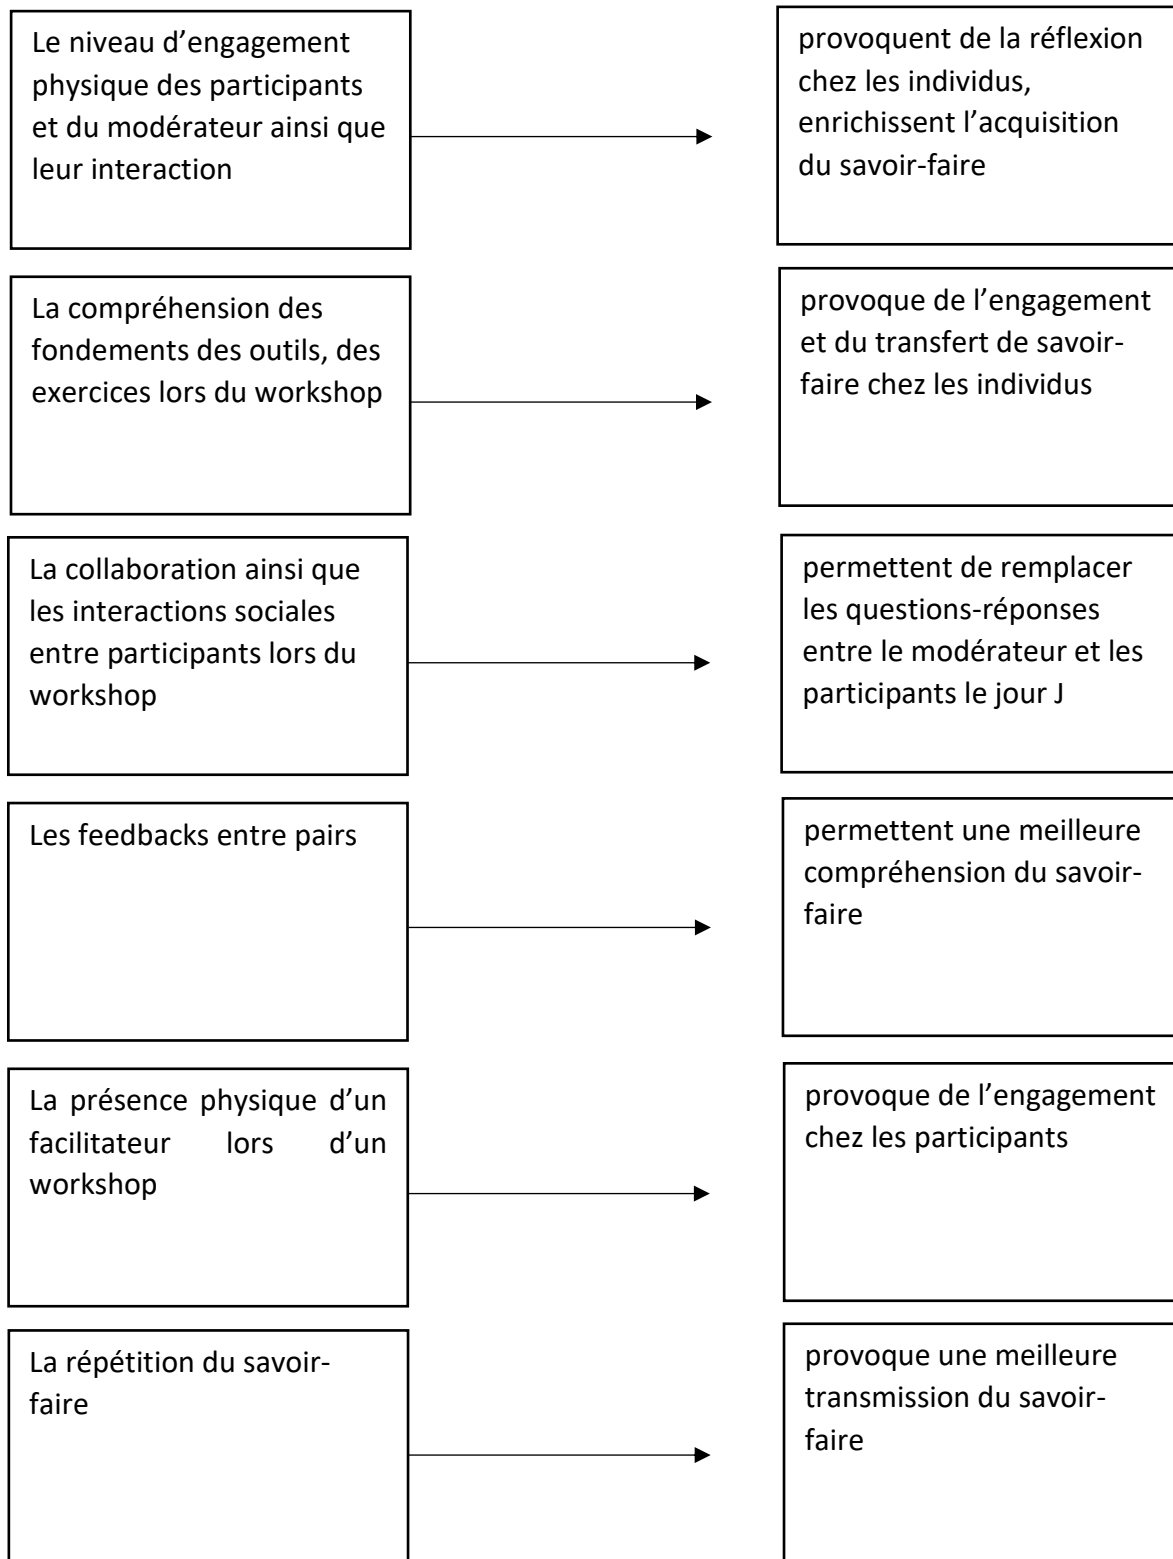 Le niveau d’engagement
physique des participants
et du modérateur ainsi que
leur interaction
provoquent de la réflexion
chez les individus,
enrichissent l’acquisition
du savoir-faire
La compréhension des
fondements des outils, des
exercices lors du workshop
provoque de l’engagement
et du transfert de savoir-
faire chez les individus
La collaboration ainsi que
les interactions sociales
entre participants lors du
workshop
permettent de remplacer
les questions-réponses
entre le modérateur et les
participants le jour J
Les feedbacks entre pairs
permettent une meilleure
compréhension du savoir-
faire
La présence physique d’un
facilitateur lors d’un
workshop
provoque de l’engagement
chez les participants
La répétition du savoir-
faire
provoque une meilleure
transmission du savoir-
faire